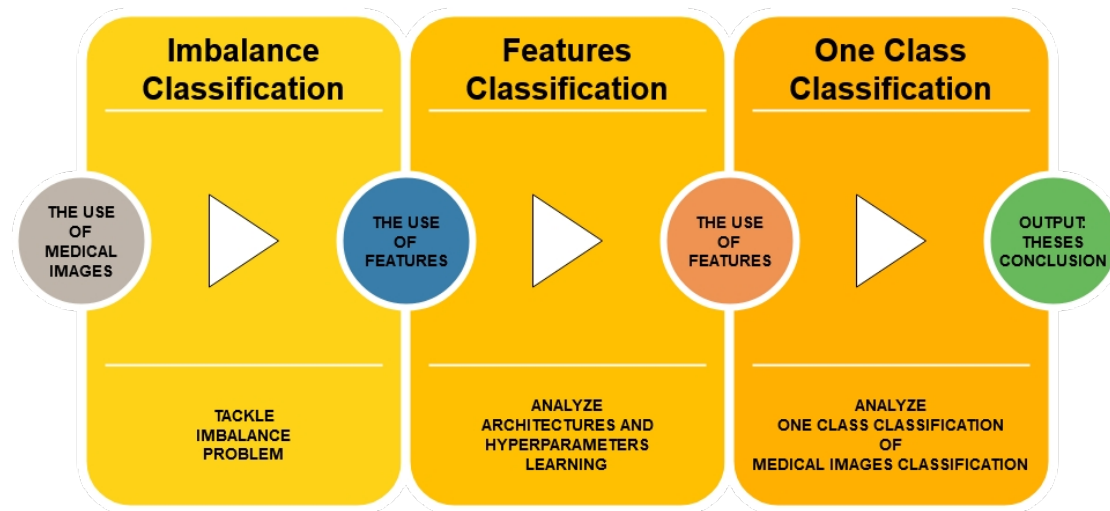 Imbalance
Classification
Features
Classification
One Class
Classification
THE USE
OF
MEDICAL
IMAGES
THE USE
OF
FEATURES
THE USE
OF
FEATURES
OUTPUT:
THESES
CONCLUSION
TACKLE
IMBALANCE
PROBLEM
ANALYZE
ARCHITECTURES AND
HYPERPARAMETERS
LEARNING
ANALYZE
ONE CLASS CLASSIFICATION
OF
MEDICAL IMAGES CLASSIFICATION